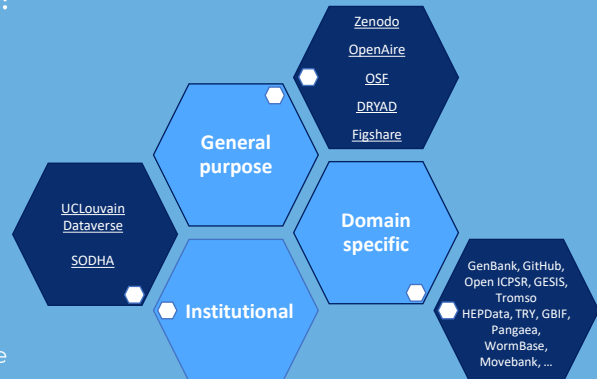 :
Zenodo
OpenAire
OSF
DRYAD
Figshare
General
purpose
UCLouvain
Dataverse
SODHA
Domain
specific
Institutional
GenBank, GitHub,
Open ICPSR, GESIS,
Tromso
HEPData, TRY, GBIF,
Pangaea,
WormBase,
Movebank, ...
e